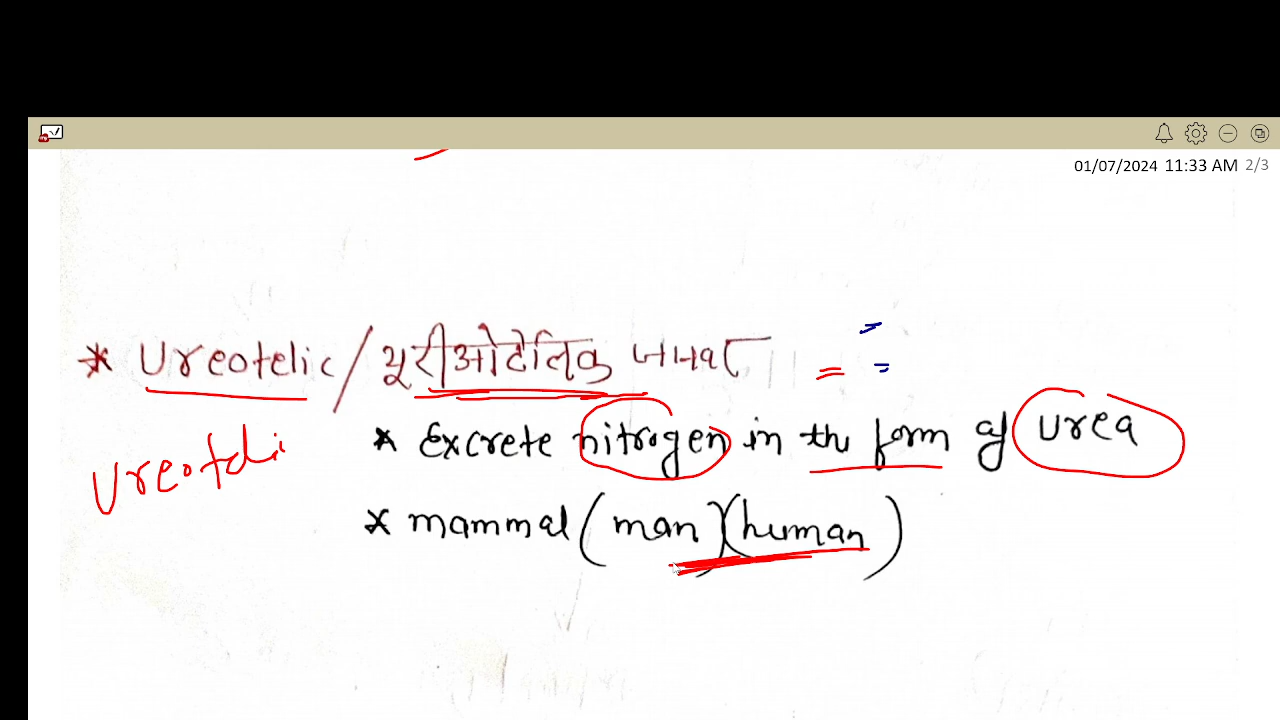 01/07/2024 11:33 AM 2/3
* Ureotelic / यूरीओटेलिक जानवर
* Excrete nitrogen in the form of urea
Ureoteli
* mammal (man) (human)